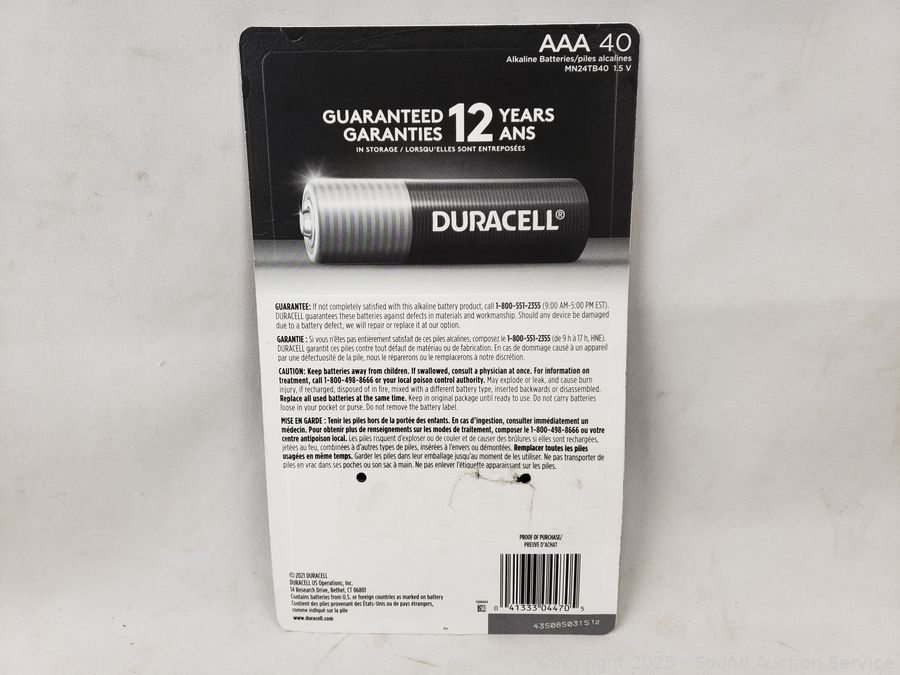 AAA 40
Alkaline Batteries/piles alcalines
MN24TB40 1.5 V
GUARANTEED 12 YEARS
GARANTIES ANS
IN STORAGE / LORSQU'ELLES SONT ENTREPOSÉES
DURACELL®
GUARANTEE: If not completely satisfied with this alkaline battery product, call 1-800-551-2355 (9:00 AM-5:00 PM EST).
DURACELL guarantees these batteries against defects in materials and workmanship. Should any device be damaged
due to a battery defect, we will repair or replace it at our option.
GARANTIE : Si vous n'êtes pas entièrement satisfait de ces piles alcalines, composez le 1-800-551-2355 (de 9 h à 17 h, HNE).
DURACELL garantit ces piles contre tout défaut de matériau ou de fabrication. En cas de dommage causé à un appareil
par une défectuosité de la pile, nous le réparerons ou le remplacerons à notre discrétion.
CAUTION: Keep batteries away from children. If swallowed, consult a physician at once. For information on
treatment, call 1-800-498-8666 or your local poison control authority. May explode or leak, and cause burn
injury, if recharged, disposed of in fire, mixed with a different battery type, inserted backwards or disassembled.
Replace all used batteries at the same time. Keep in original package until ready to use. Do not carry batteries
loose in your pocket or purse. Do not remove the battery label.
MISE EN GARDE : Tenir les piles hors de la portée des enfants. En cas d'ingestion, consulter immédiatement un
médecin. Pour obtenir plus de renseignements sur les modes de traitement, composer le 1-800-498-8666 ou votre
centre antipoison local. Les piles risquent d'exploser ou de couler et de causer des brûlures si elles sont rechargées,
jetées au feu, combinées à d'autres types de piles, insérées à l'envers ou démontées. Remplacer toutes les piles
usagées en même temps. Garder les piles dans leur emballage jusqu'au moment de les utiliser. Ne pas transporter de
piles en vrac dans ses poches ou son sac à main. Ne pas enlever l'étiquette apparaissant sur les piles.
PROOF OF PURCHASE/
PREUVE D'ACHAT
© 2021 DURACELL
DURACELL US Operations, Inc.
14 Research Drive, Bethel, CT 06801
Contains batteries from U.S. or foreign countries as marked on battery
Contient des piles provenant des États-Unis ou de pays étrangers,
comme indiqué sur la pile
www.duracell.com
0 41333 04470 5
43508503151 2
Copyright 2025 - Sound Auction Service